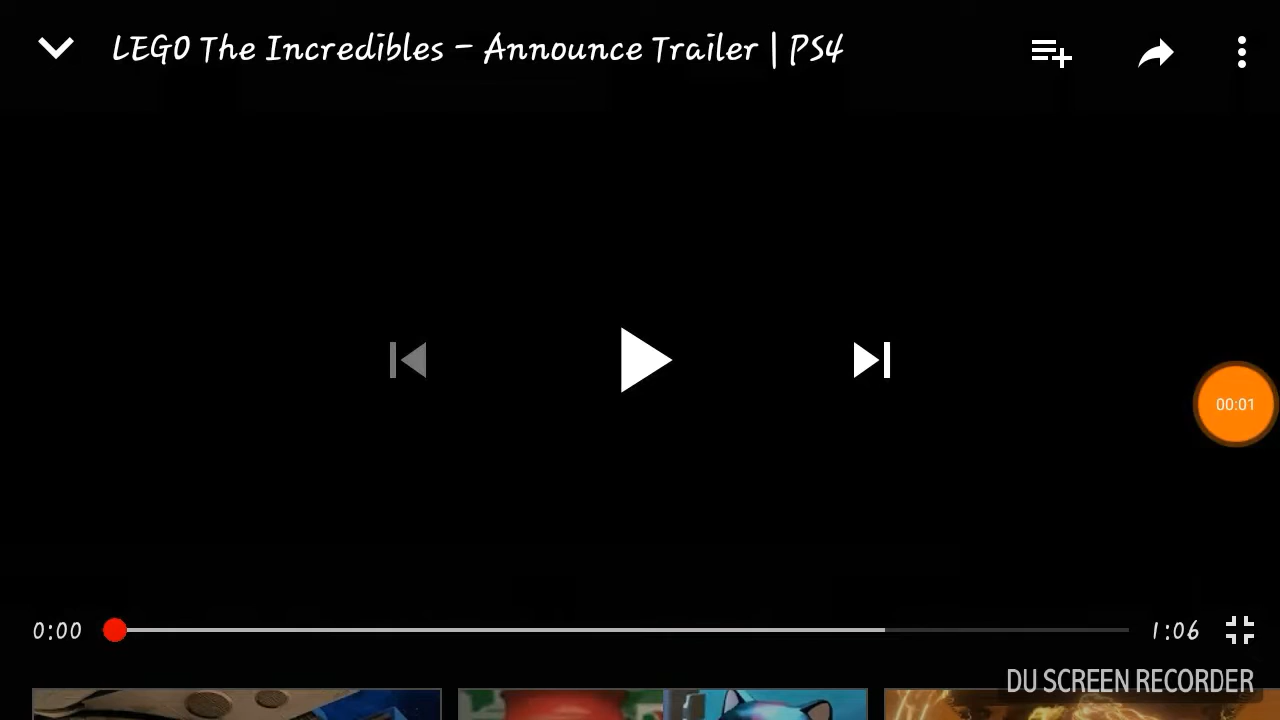 LEGO The Incredibles - Announce Trailer | PS4
00:01
0:00
1:06
DU SCREEN RECORDER